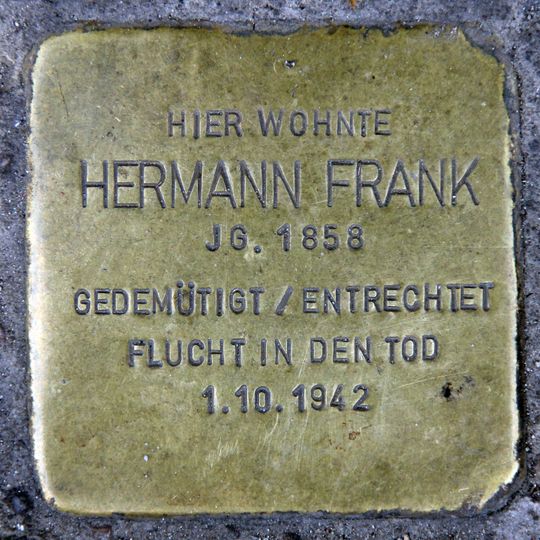 HIER WOHNTE
HERMANN FRANK
JG. 1858
GEDEMÜTIGT / ENTRECHTET
FLUCHT IN DEN TOD
1.10.1942